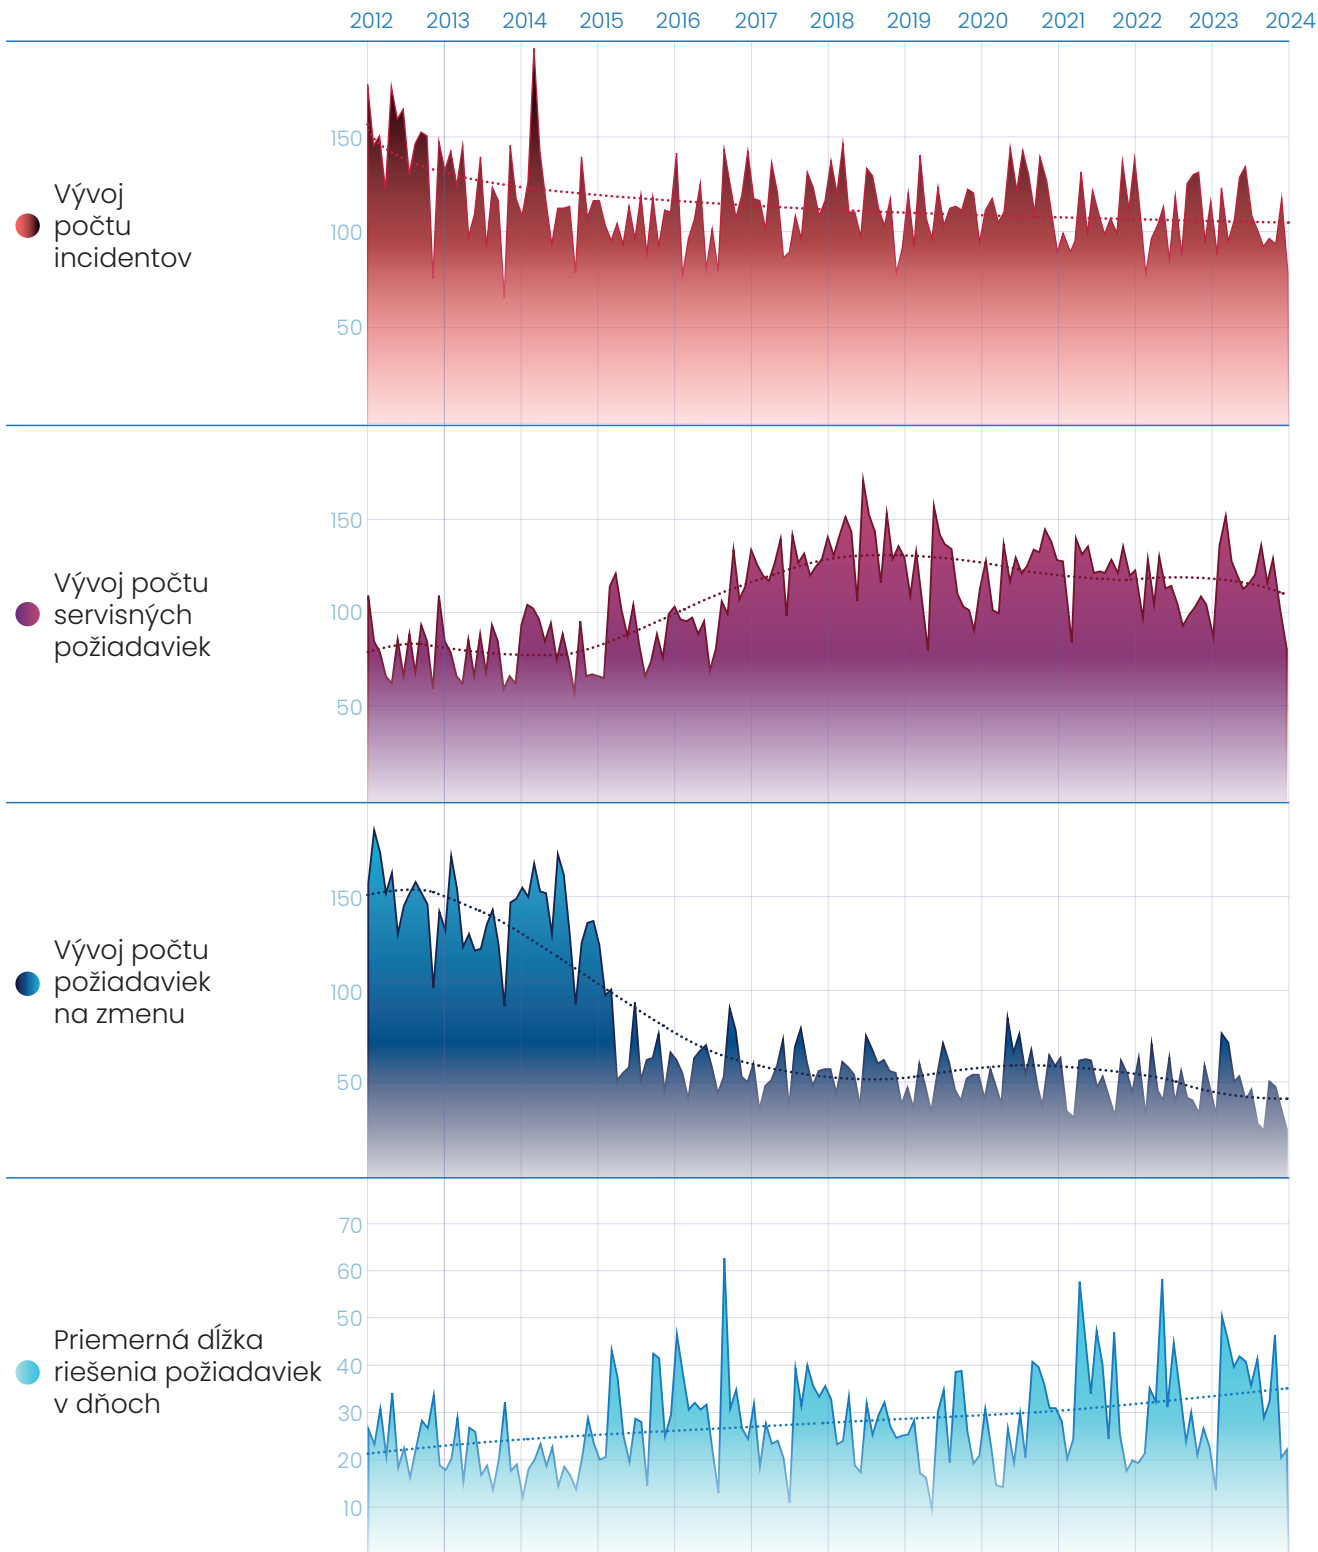 2012 2013 2014 2015 2016 2017 2018 2019 2020 2021 2022 2023 2024
150
100
50
Vývoj
počtu
incidentov
150
100
50
Vývoj počtu
servisných
požiadaviek
150
100
50
Vývoj počtu
požiadaviek
na zmenu
70
60
50
40
30
20
10
Priemerná dĺžka
riešenia požiadaviek
v dňoch